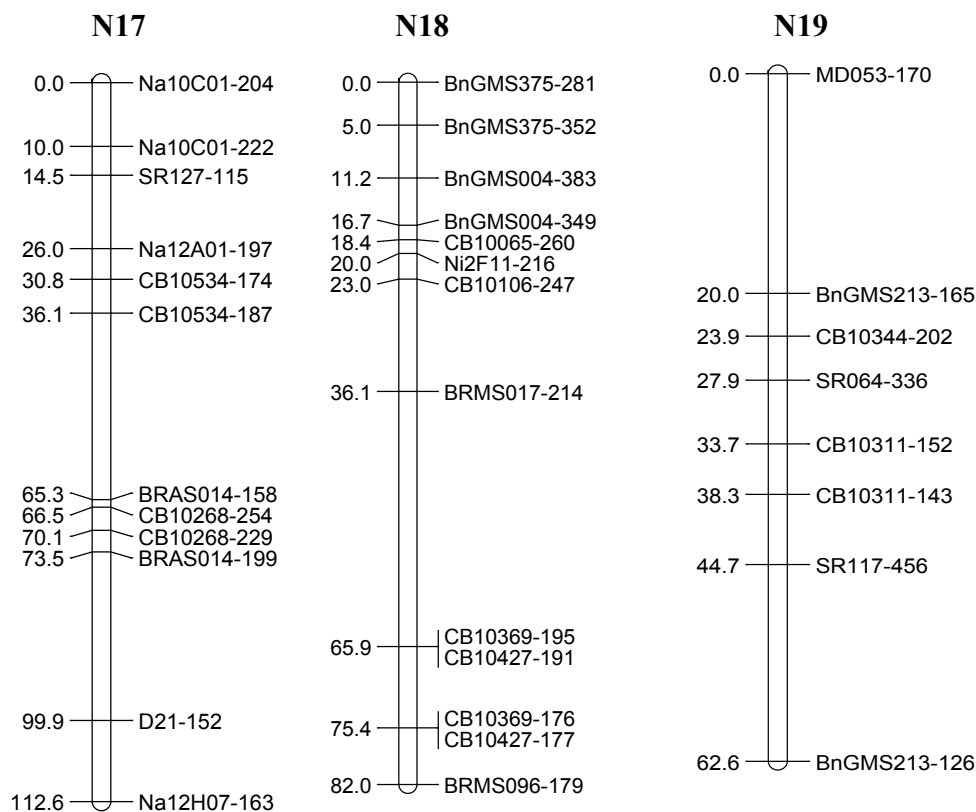 N17
0.0 Na10C01-204
10.0 Na10C01-222
14.5 SR127-115
26.0 Na12A01-197
30.8 CB10534-174
36.1 CB10534-187
65.3 BRAS014-158
66.5 CB10268-254
70.1 CB10268-229
73.5 BRAS014-199
99.9 D21-152
112.6 Na12H07-163
N18
0.0 BnGMS375-281
5.0 BnGMS375-352
11.2 BnGMS004-383
16.7 BnGMS004-349
18.4 CB10065-260
20.0 Ni2F11-216
23.0 CB10106-247
36.1 BRMS017-214
65.9 CB10369-195
CB10427-191
75.4 CB10369-176
CB10427-177
82.0 BRMS096-179
N19
0.0 MD053-170
20.0 BnGMS213-165
23.9 CB10344-202
27.9 SR064-336
33.7 CB10311-152
38.3 CB10311-143
44.7 SR117-456
62.6 BnGMS213-126